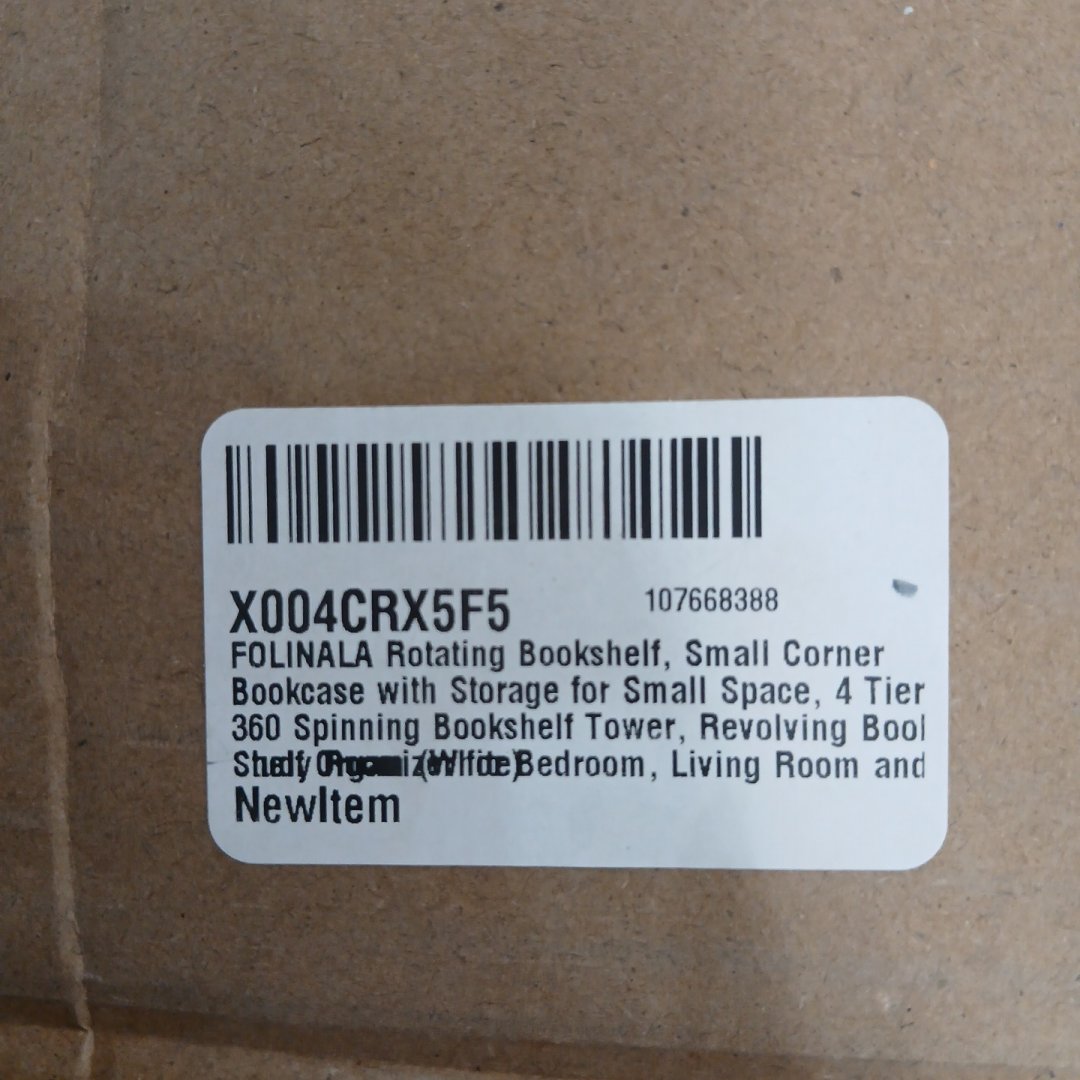 X004CRX5F5 107668388
FOLINALA Rotating Bookshelf, Small Corner
Bookcase with Storage for Small Space, 4 Tier
360 Spinning Bookshelf Tower, Revolving Bool
Bedroom, Living Room and
NewItem